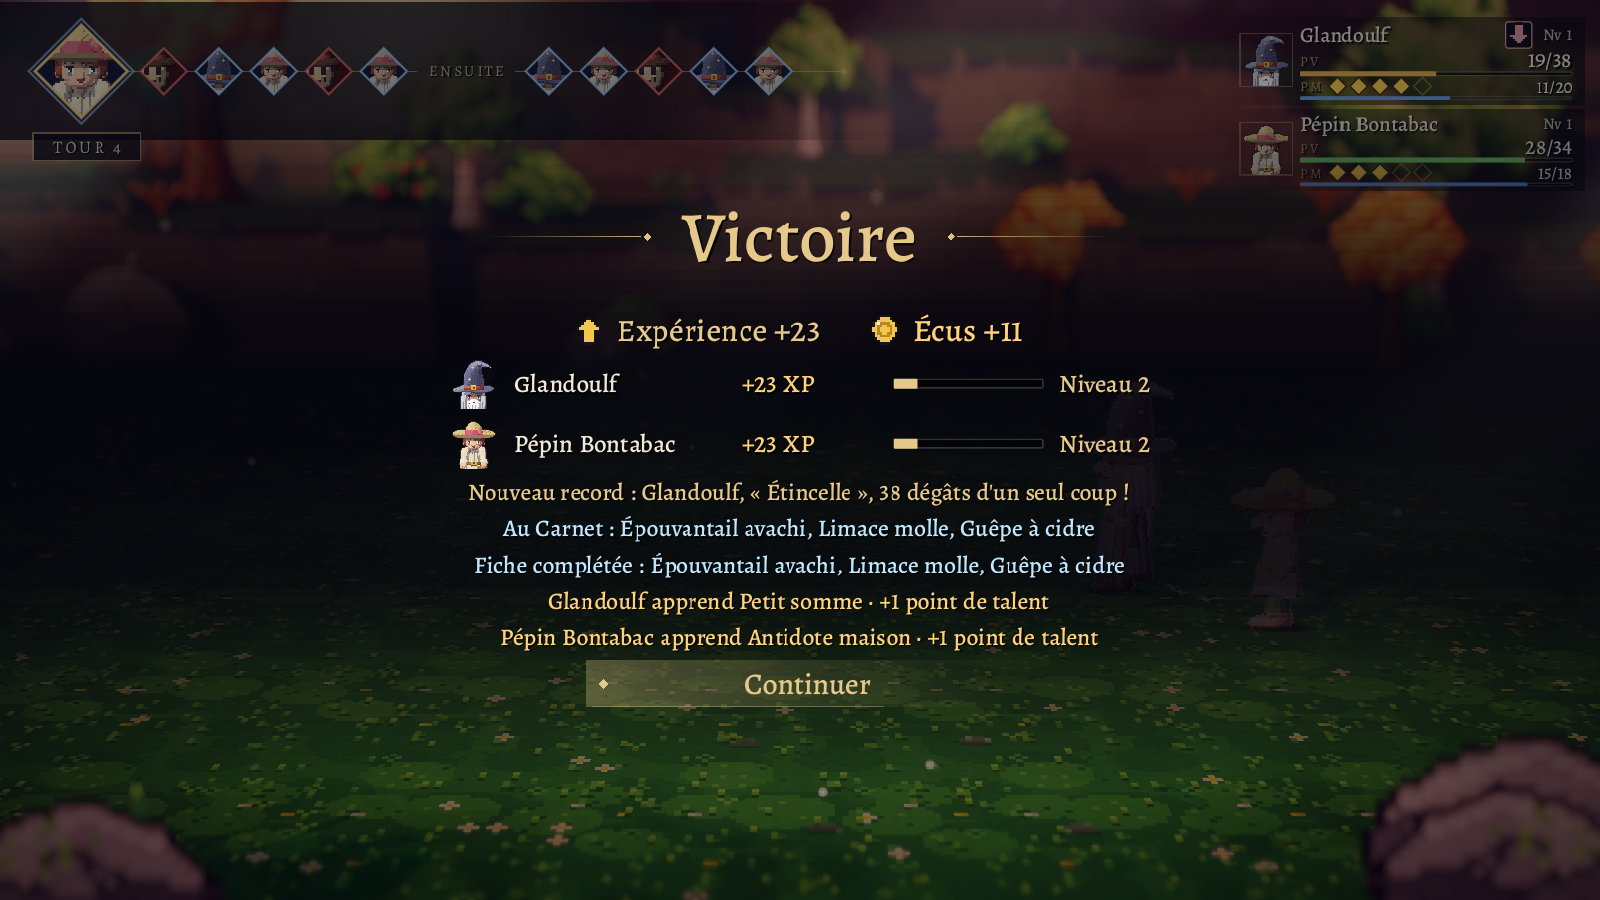 ENSUITE
TOUR 4
Glandoulf Nv 1
PV 19/38
PM 11/20
Pépin Bontabac Nv 1
PV 28/34
PM 15/18
Victoire
Expérience +23 Écus +11
Glandoulf +23 XP Niveau 2
Pépin Bontabac +23 XP Niveau 2
Nouveau record : Glandoulf, « Étincelle », 38 dégâts d'un seul coup !
Au Carnet : Épouvantail avachi, Limace molle, Guêpe à cidre
Fiche complétée : Épouvantail avachi, Limace molle, Guêpe à cidre
Glandoulf apprend Petit somme · +1 point de talent
Pépin Bontabac apprend Antidote maison · +1 point de talent
Continuer